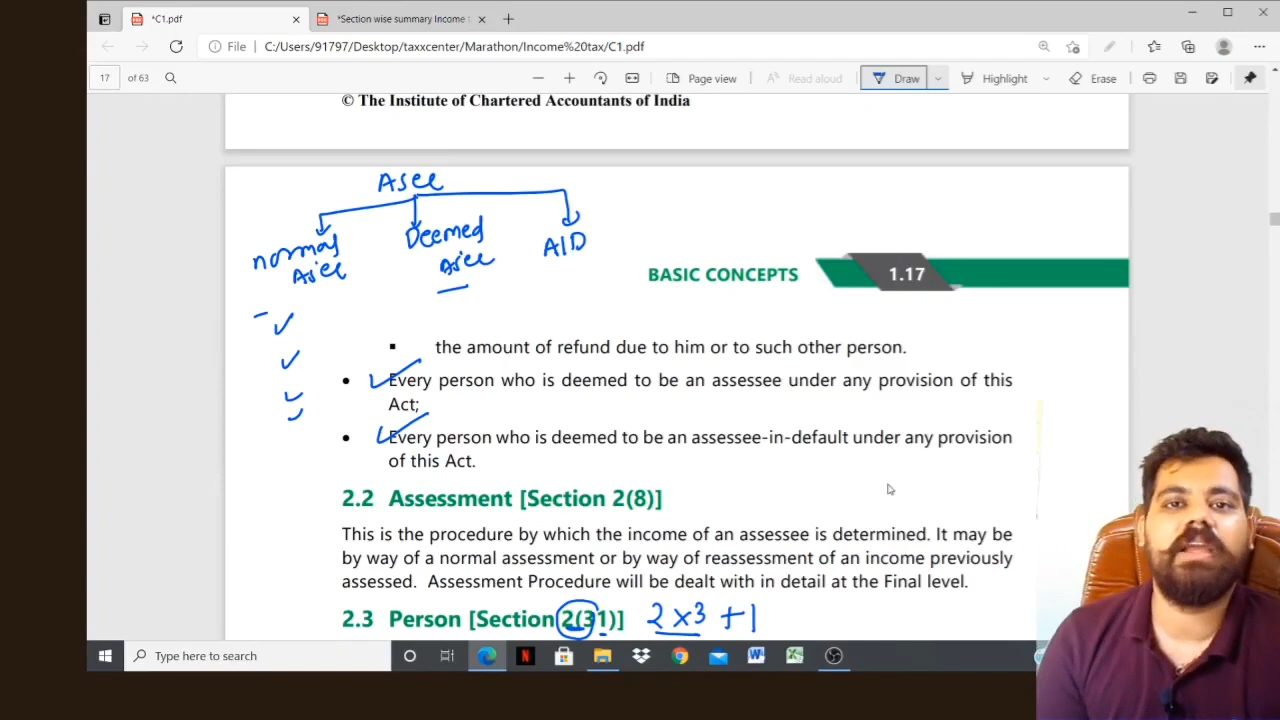 *C1.pdf
*Section wise summary Income t
File
C:/Users/91797/Desktop/taxxcenter/Marathon/Income%20tax/C1.pdf
17 of 63
Page view
Read aloud
Draw
Highlight
Erase
© The Institute of Chartered Accountants of India
Asee
normal Asee
Deemed Asee
AID
BASIC CONCEPTS 1.17
▪ the amount of refund due to him or to such other person.
• Every person who is deemed to be an assessee under any provision of this
Act;
• Every person who is deemed to be an assessee-in-default under any provision
of this Act.
2.2 Assessment [Section 2(8)]
This is the procedure by which the income of an assessee is determined. It may be
by way of a normal assessment or by way of reassessment of an income previously
assessed. Assessment Procedure will be dealt with in detail at the Final level.
2.3 Person [Section 2(31)] 2x3 +1
Type here to search